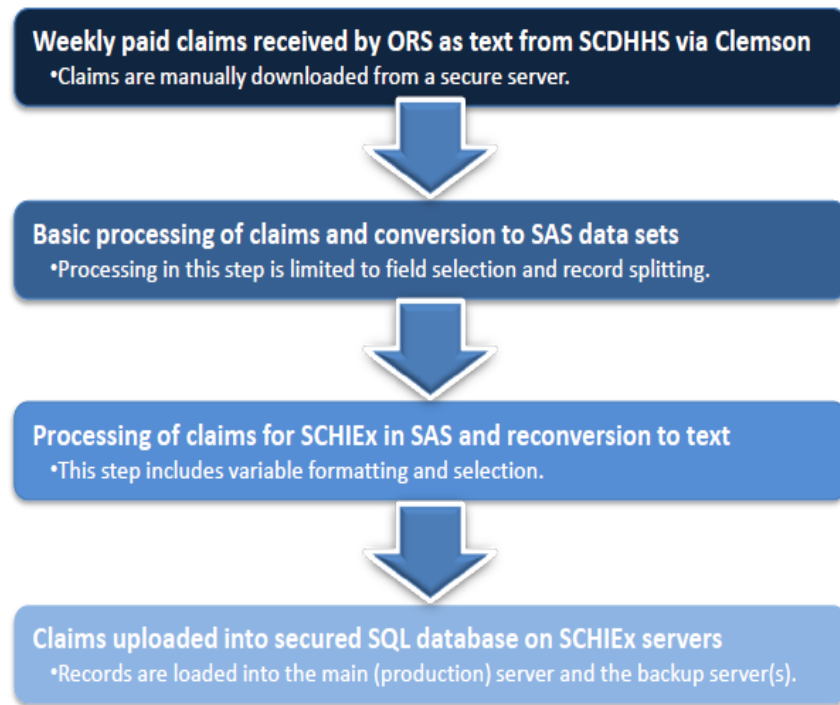 Weekly paid claims received by ORS as text from SCDHHS via Clemson
•Claims are manually downloaded from a secure server.
Basic processing of claims and conversion to SAS data sets
•Processing in this step is limited to field selection and record splitting.
Processing of claims for SCHIEx in SAS and reconversion to text
•This step includes variable formatting and selection.
Claims uploaded into secured SQL database on SCHIEx servers
•Records are loaded into the main (production) server and the backup server(s).